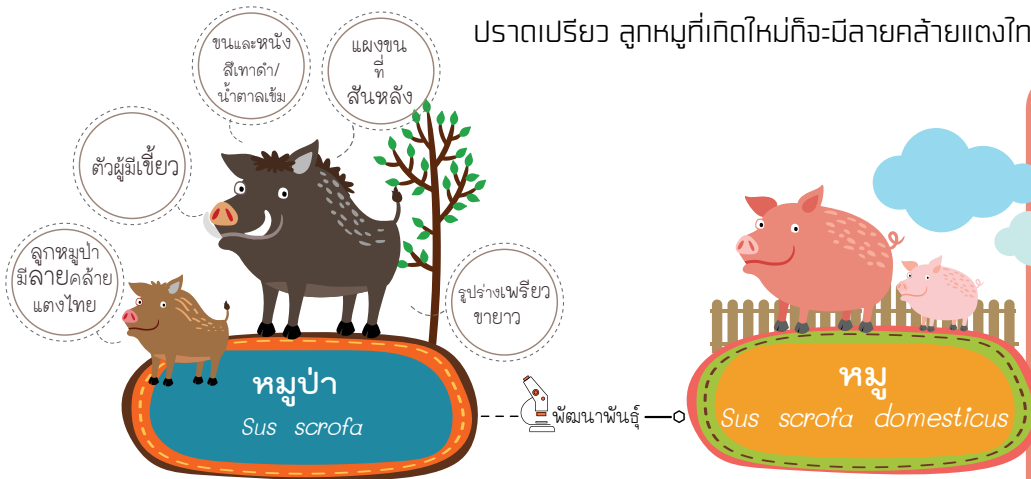 ปราดเปรียว ลูกหมูที่เกิดใหม่ก็จะมีลายคล้ายแตงไท
ขนและหนัง
สีเทาดำ/
น้ำตาลเข้ม
แผงขน
ที่
สันหลัง
ตัวผู้มีเขี้ยว
ลูกหมูป่า
มีลายคล้าย
แตงไทย
รูปร่างเพรียว
ขายาว
หมูป่า
Sus scrofa
พัฒนาพันธุ์
หมู
Sus scrofa domesticus